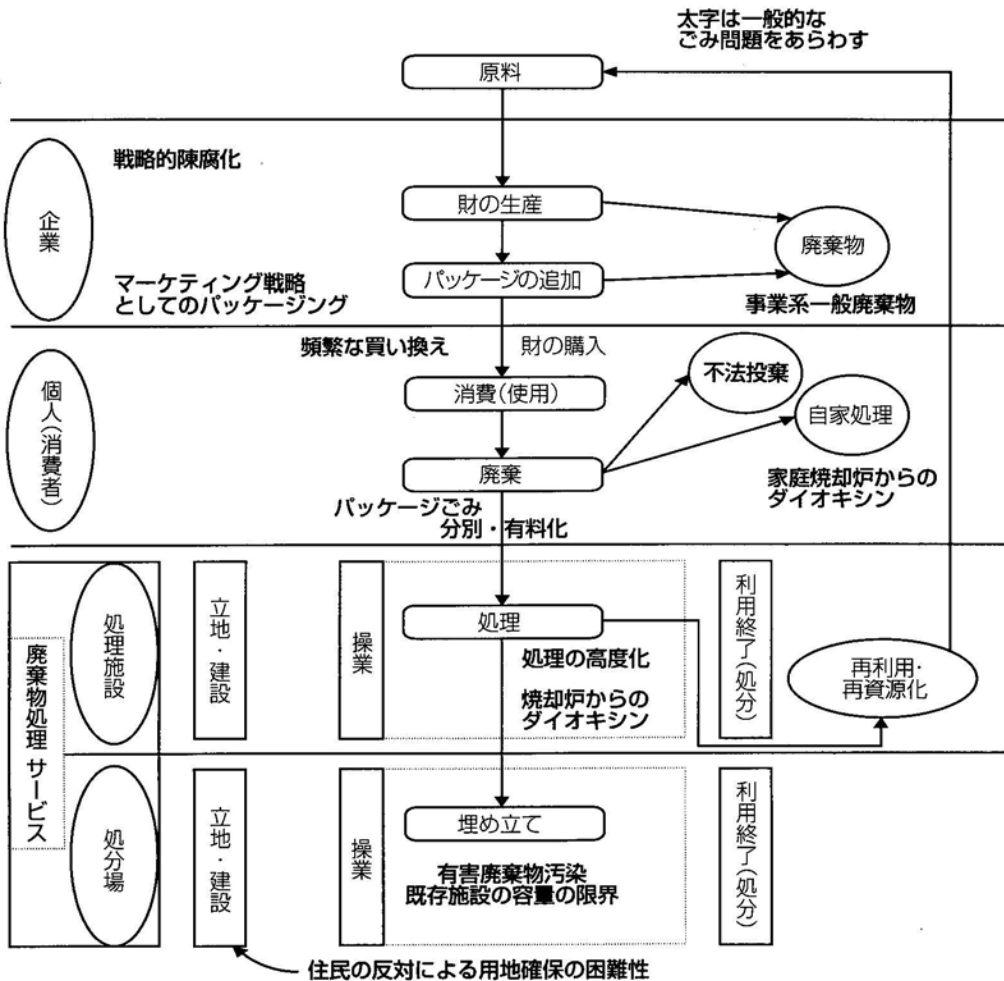 太字は一般的な
ごみ問題をあらわす
原料
戦略的陳腐化
企業
財の生産
廃棄物
パッケージの追加
マーケティング戦略
としてのパッケージング
事業系一般廃棄物
頻繁な買い換え
財の購入
不法投棄
個人(消費者)
消費(使用)
自家処理
廃棄
家庭焼却炉からの
ダイオキシン
パッケージごみ
分別・有料化
廃棄物処理 サービス
処理施設
立地・建設
操業
処理
処理の高度化
焼却炉からの
ダイオキシン
利用終了(処分)
再利用・
再資源化
処分場
立地・建設
操業
埋め立て
有害廃棄物汚染
既存施設の容量の限界
利用終了(処分)
住民の反対による用地確保の困難性